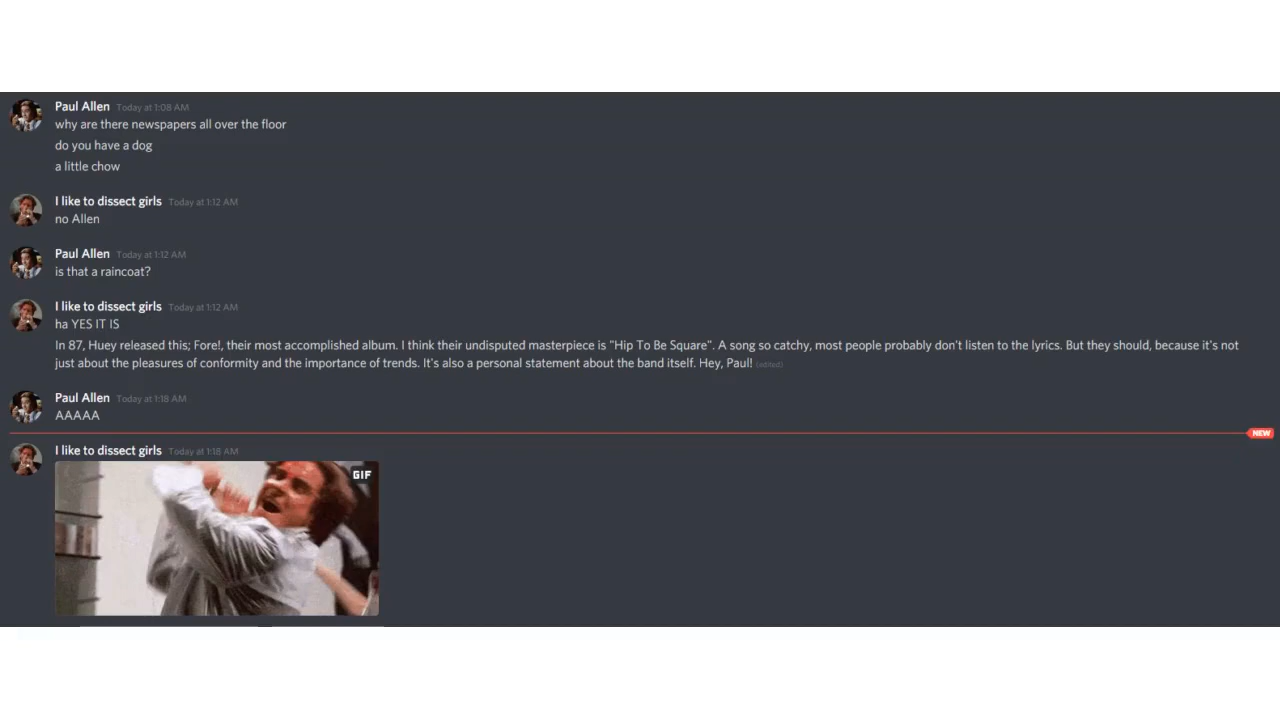 Paul Allen Today at 1:08 AM
why are there newspapers all over the floor
do you have a dog
a little chow
I like to dissect girls Today at 1:12 AM
no Allen
Paul Allen Today at 1:12 AM
is that a raincoat?
I like to dissect girls Today at 1:12 AM
ha YES IT IS
In 87, Huey released this; Fore!, their most accomplished album. I think their undisputed masterpiece is "Hip To Be Square". A song so catchy, most people probably don't listen to the lyrics. But they should, because it's not
just about the pleasures of conformity and the importance of trends. It's also a personal statement about the band itself. Hey, Paul! (edited)
Paul Allen Today at 1:18 AM
AAAAA
NEW
I like to dissect girls Today at 1:18 AM
GIF